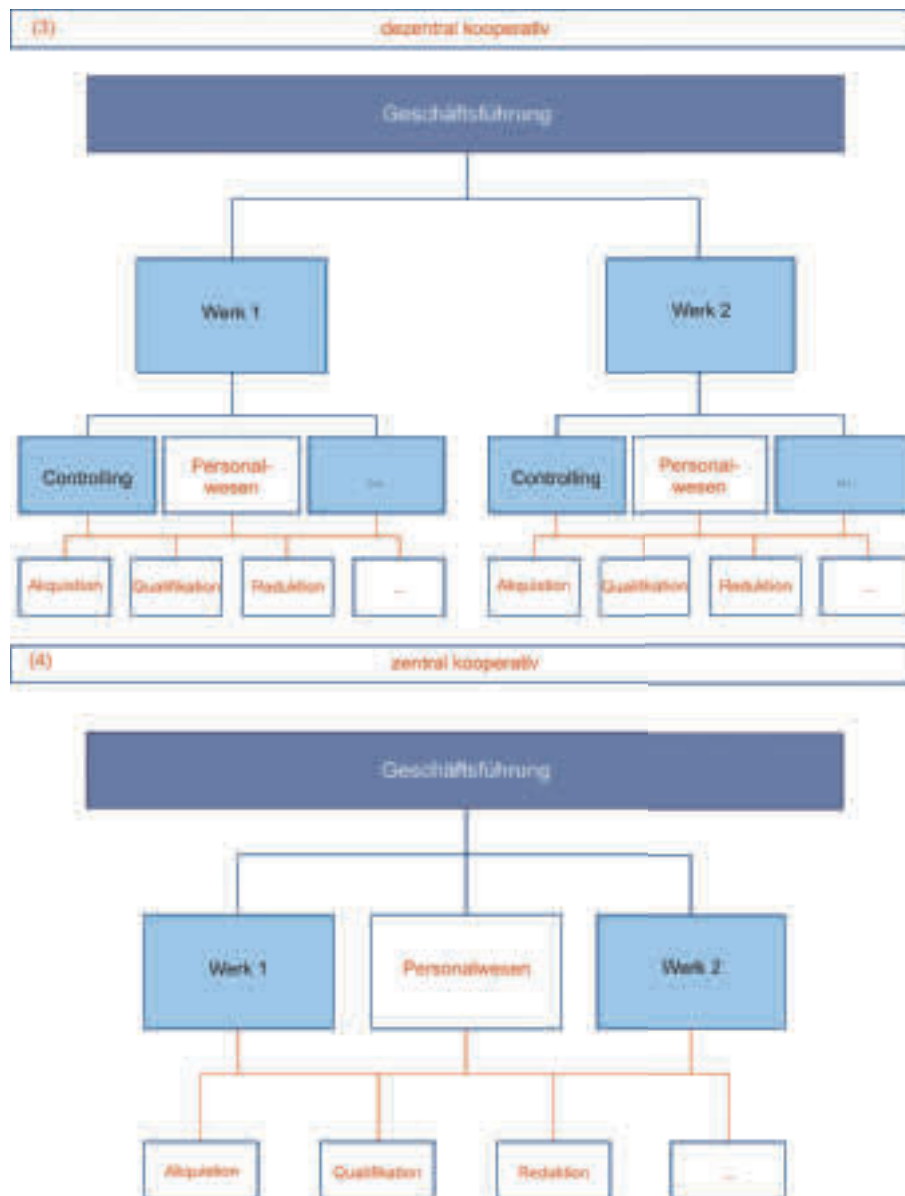 (3) dezentral kooperativ
Geschäftsführung
Werk 1 Werk 2
Controlling Personal-
wesen ... Controlling Personal-
wesen ...
Akquisition Qualifikation Reduktion ... Akquisition Qualifikation Reduktion ...
(4) zentral kooperativ
Geschäftsführung
Werk 1 Personalwesen Werk 2
Akquisition Qualifikation Reduktion ...